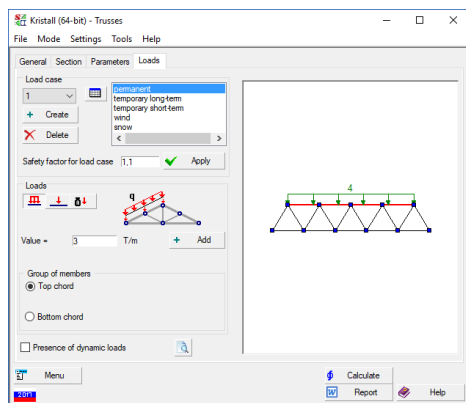 Kristall (64-bit) - Trusses
File Mode Settings Tools Help
General Section Parameters Loads
Load case
1
permanent
temporary long-term
temporary short-term
wind
snow
Create
Delete
Safety factor for load case 1,1 Apply
Loads
q
Value = 3 T/m Add
Group of members
Top chord
Bottom chord
Presence of dynamic loads
4
Menu
Calculate
Report
Help
2017